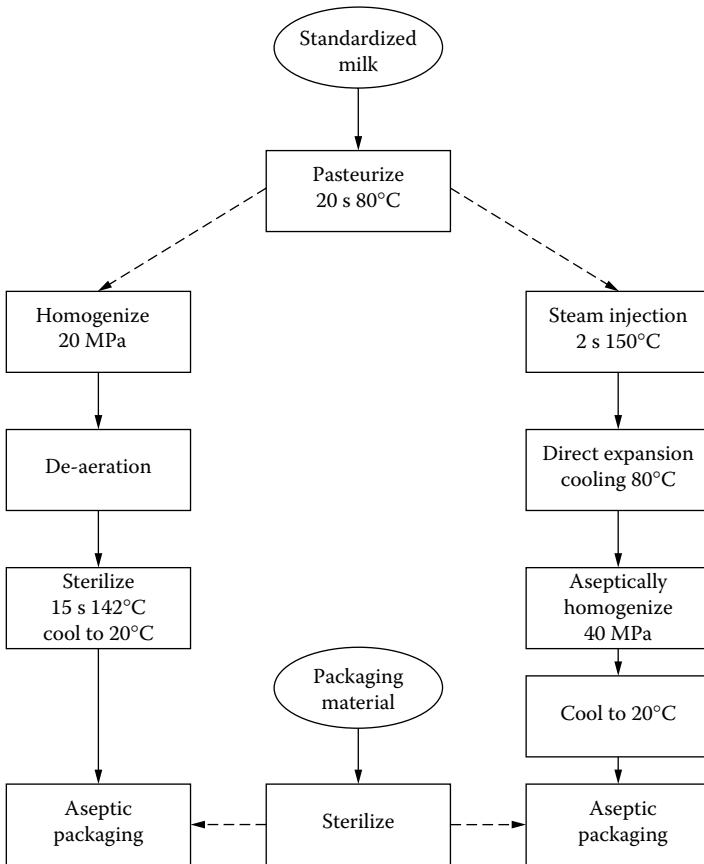 Standardized
milk
Pasteurize
20 s 80°C
Homogenize
20 MPa
Steam injection
2 s 150°C
De-aeration
Direct expansion
cooling 80°C
Sterilize
15 s 142°C
cool to 20°C
Aseptically
homogenize
40 MPa
Packaging
material
Cool to 20°C
Aseptic
packaging
Sterilize
Aseptic
packaging